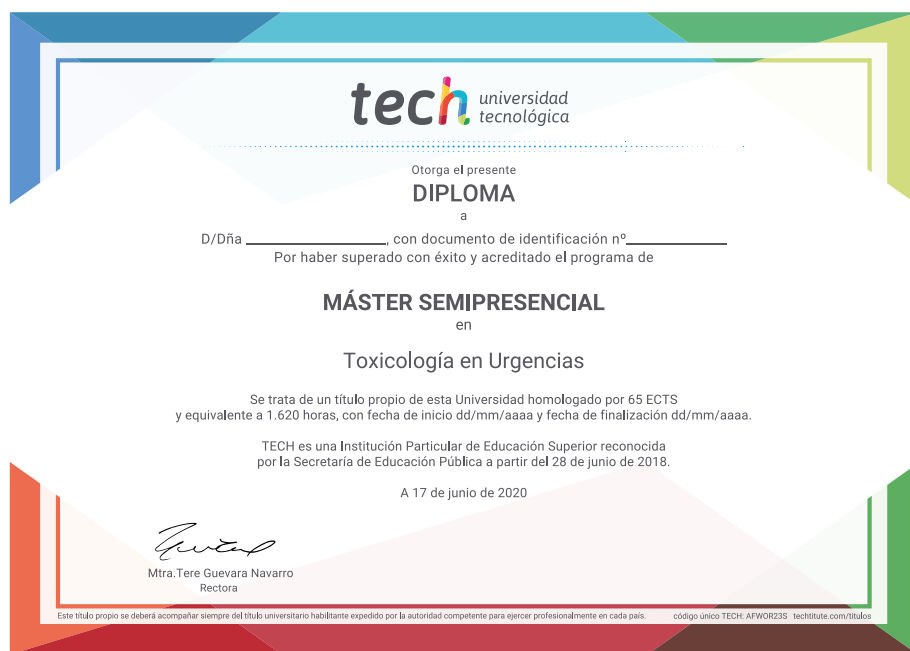 tech universidad
tecnológica
Otorga el presente
DIPLOMA
a
D/Dña ____________________, con documento de identificación nº______________
Por haber superado con éxito y acreditado el programa de
MÁSTER SEMIPRESENCIAL
en
Toxicología en Urgencias
Se trata de un título propio de esta Universidad homologado por 65 ECTS
y equivalente a 1.620 horas, con fecha de inicio dd/mm/aaaa y fecha de finalización dd/mm/aaaa.
TECH es una Institución Particular de Educación Superior reconocida
por la Secretaría de Educación Pública a partir del 28 de junio de 2018.
A 17 de junio de 2020
Mtra.Tere Guevara Navarro
Rectora
Este título propio se deberá acompañar siempre del título universitario habilitante expedido por la autoridad competente para ejercer profesionalmente en cada país. código único TECH: AFWOR23S techtitute.com/titulos